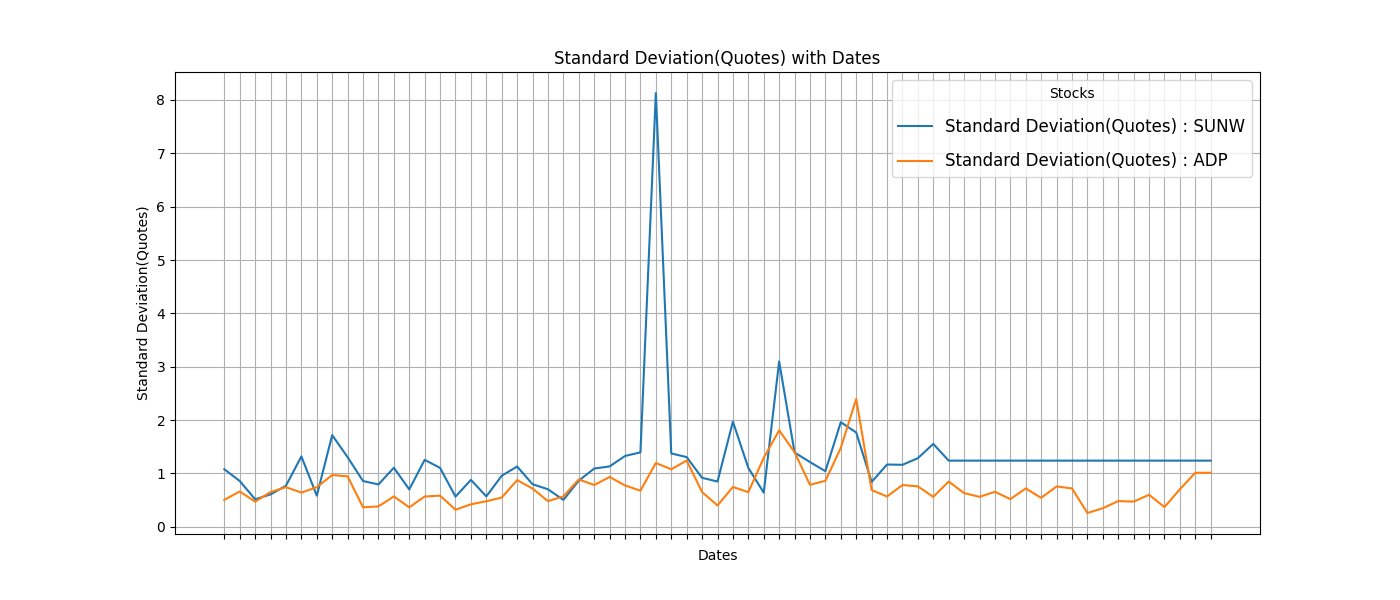 Standard Deviation(Quotes) with Dates
Stocks
Standard Deviation(Quotes) : SUNW
Standard Deviation(Quotes) : ADP
Standard Deviation(Quotes)
8
7
6
5
4
3
2
1
0
Dates